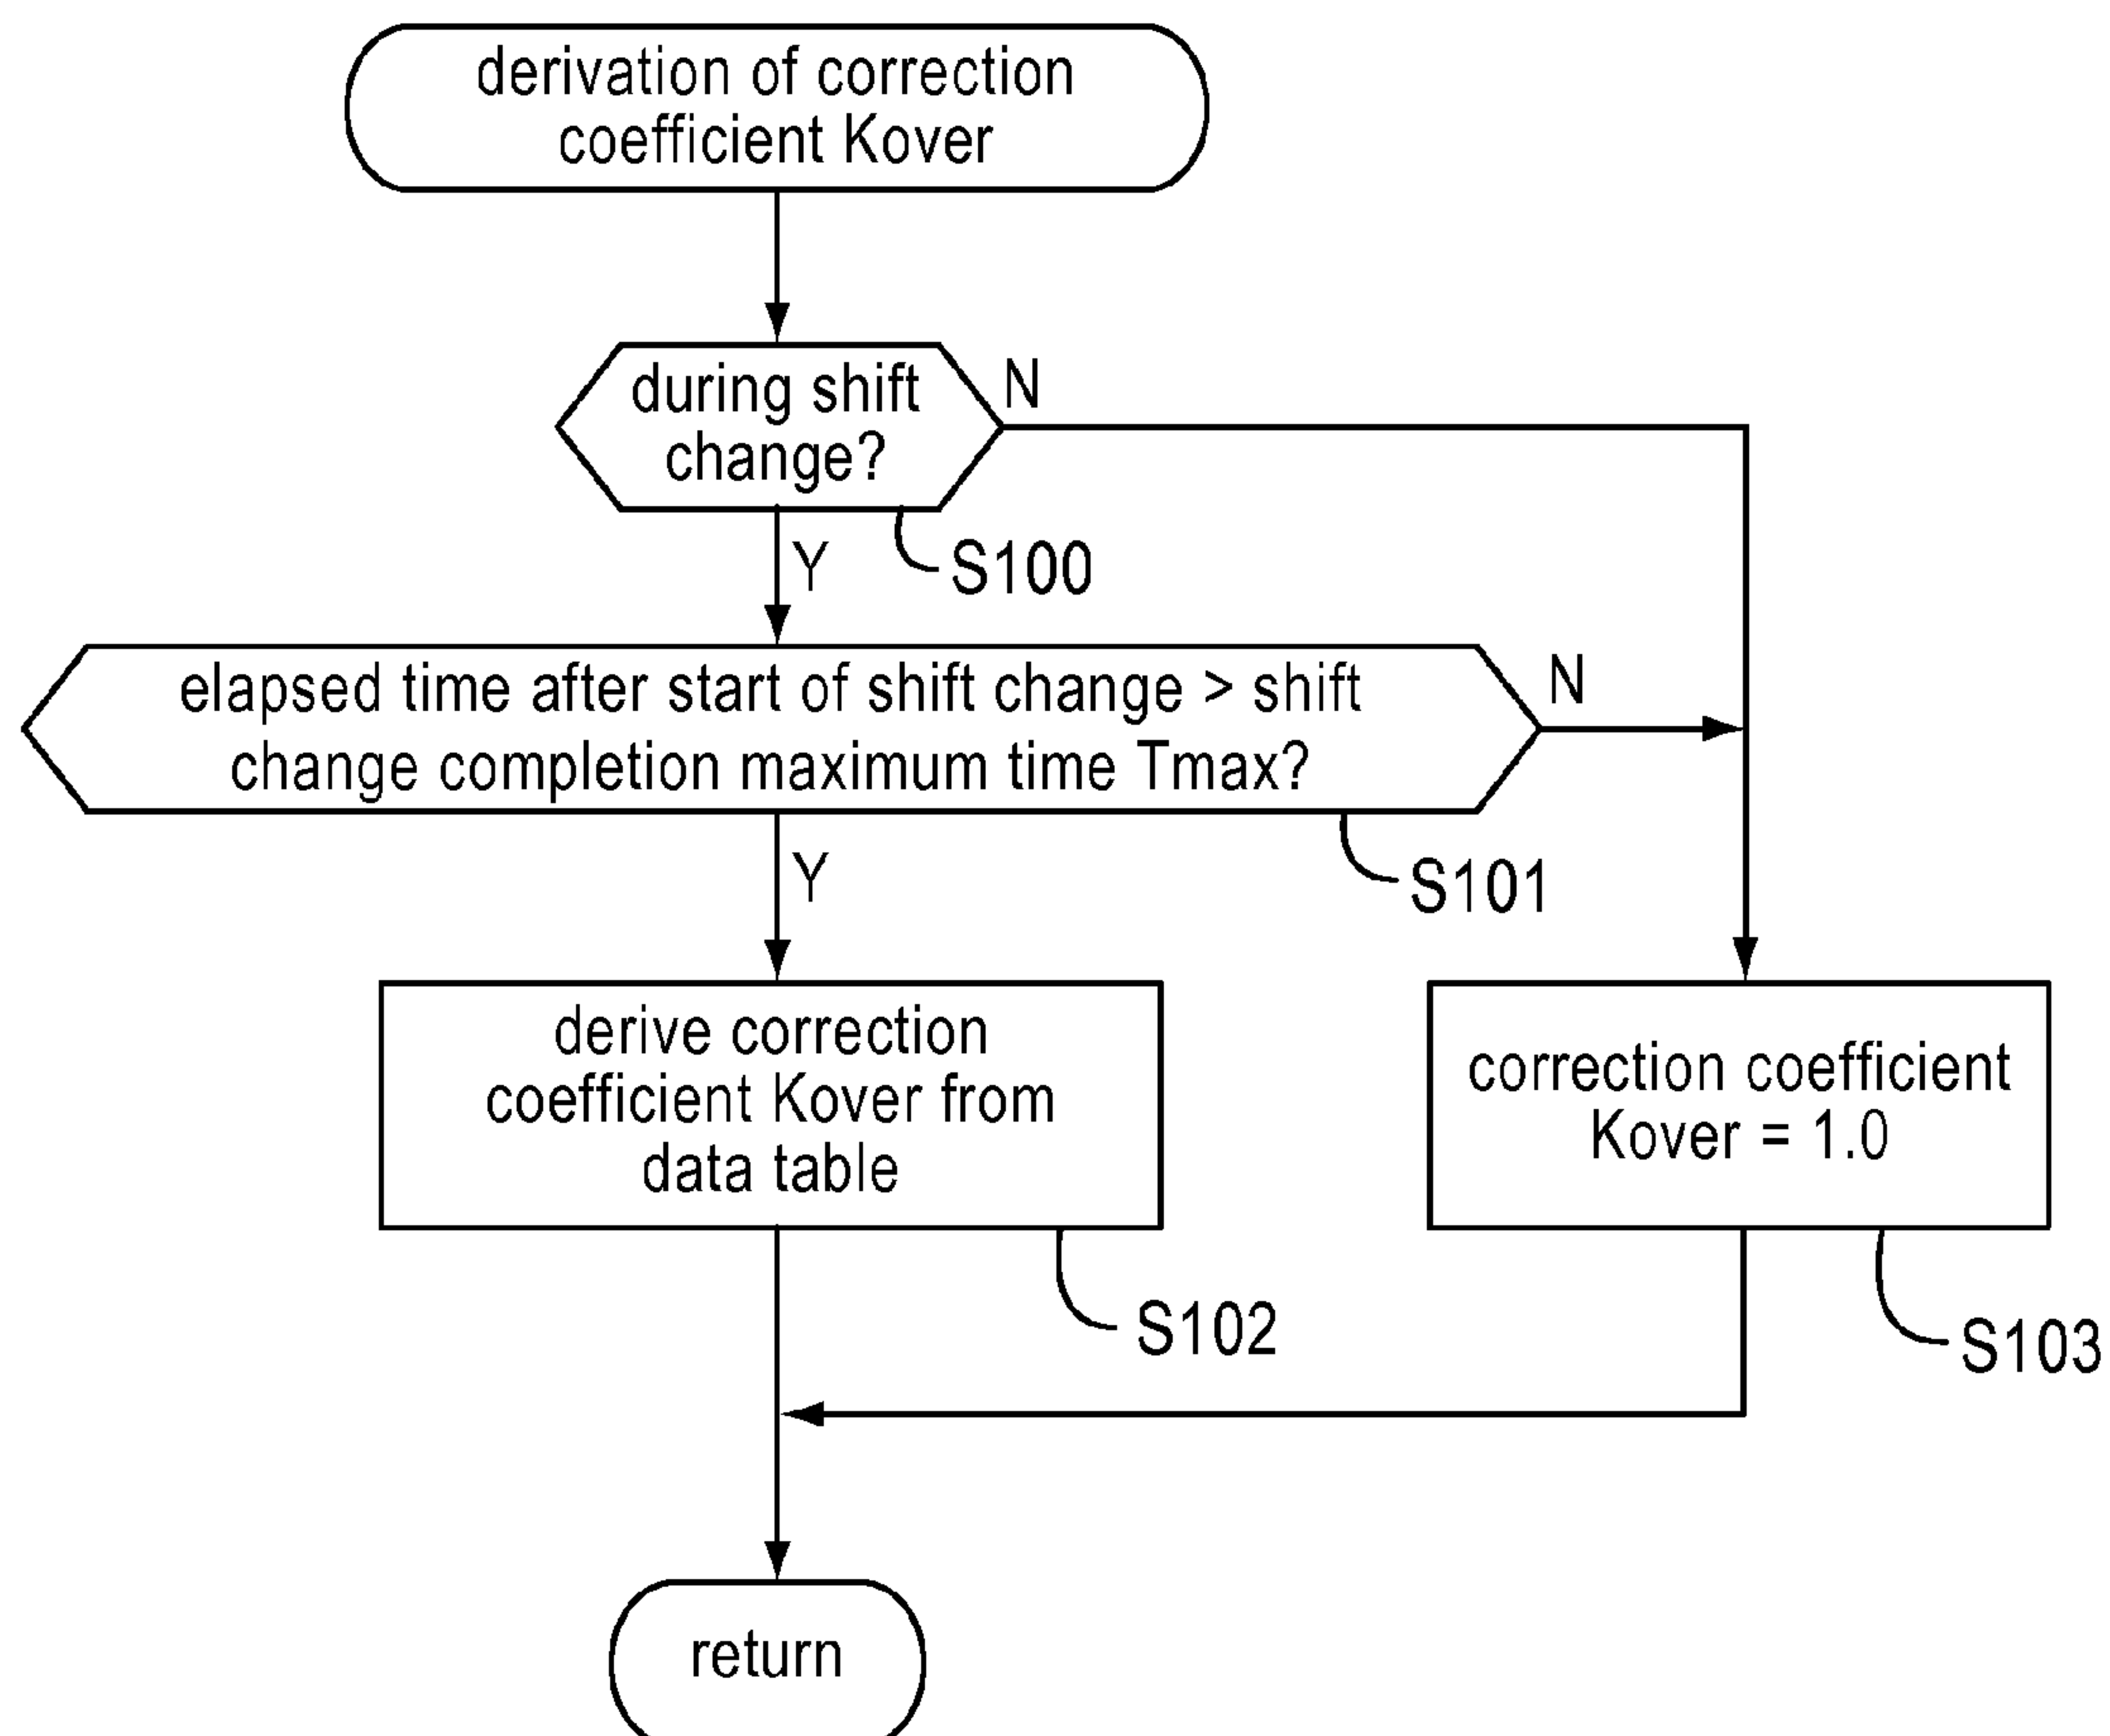 derivation of correction
coefficient Kover
during shift
change?
N
Y
S100
elapsed time after start of shift change > shift
change completion maximum time Tmax?
N
Y
S101
derive correction
coefficient Kover from
data table
correction coefficient
Kover = 1.0
S102
S103
return